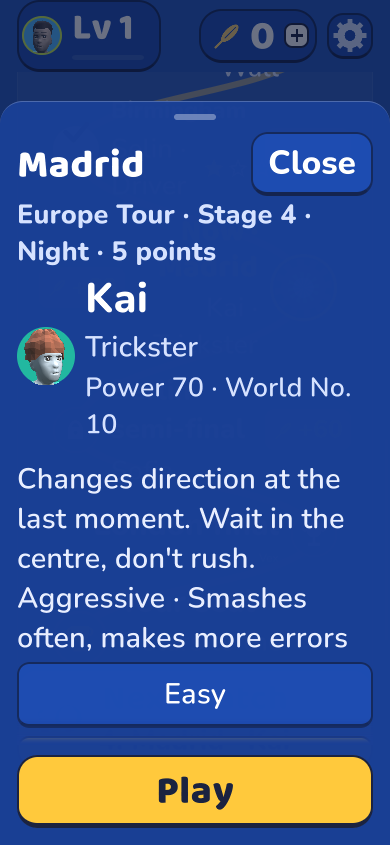 Lv 1
0
Madrid
Close
Europe Tour · Stage 4 ·
Night · 5 points
Kai
Trickster
Power 70 · World No.
10
Changes direction at the
last moment. Wait in the
centre, don't rush.
Aggressive · Smashes
often, makes more errors
Easy
Play